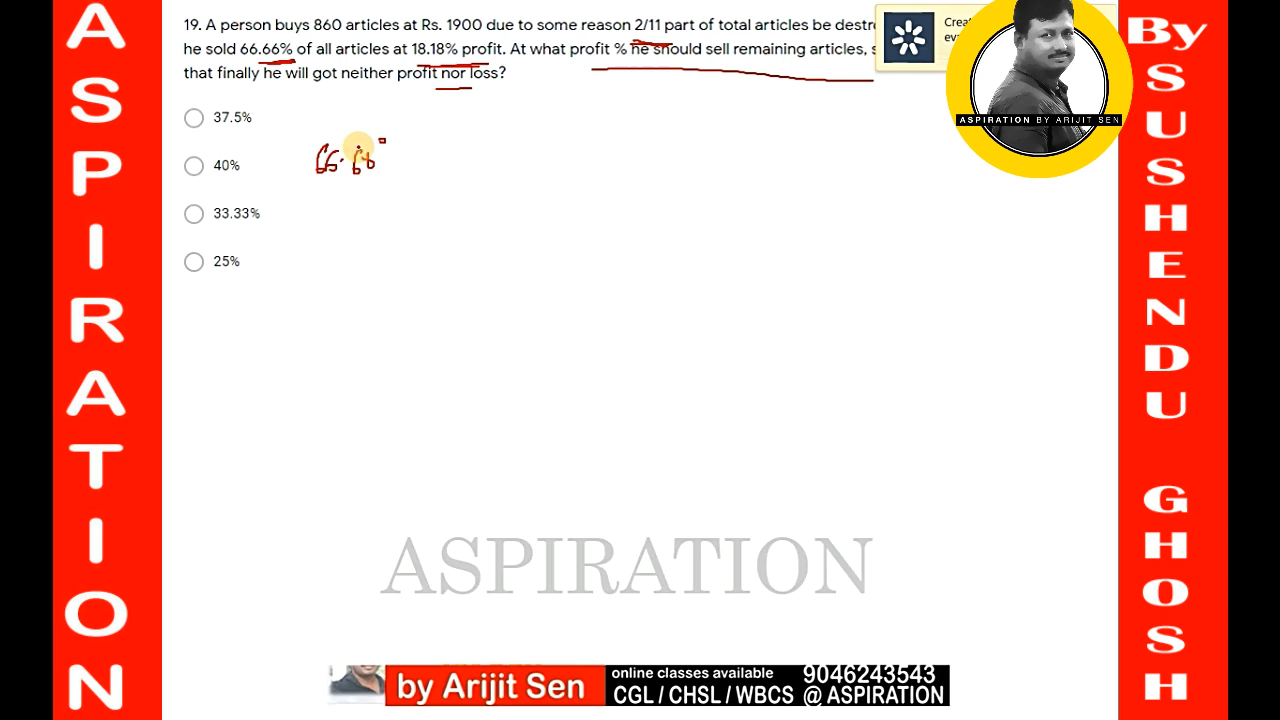 ASPIRATION
19. A person buys 860 articles at Rs. 1900 due to some reason 2/11 part of total articles be
he sold 66.66% of all articles at 18.18% profit. At what profit % he should sell remaining articles,
that finally he will got neither profit nor loss?
37.5%
40%
33.33%
25%
66.66
ASPIRATION BY ARIJIT SEN
ASPIRATION
by Arijit Sen
online classes available 9046243543
CGL / CHSL / WBCS @ ASPIRATION
By SUSHENDU GHOSH